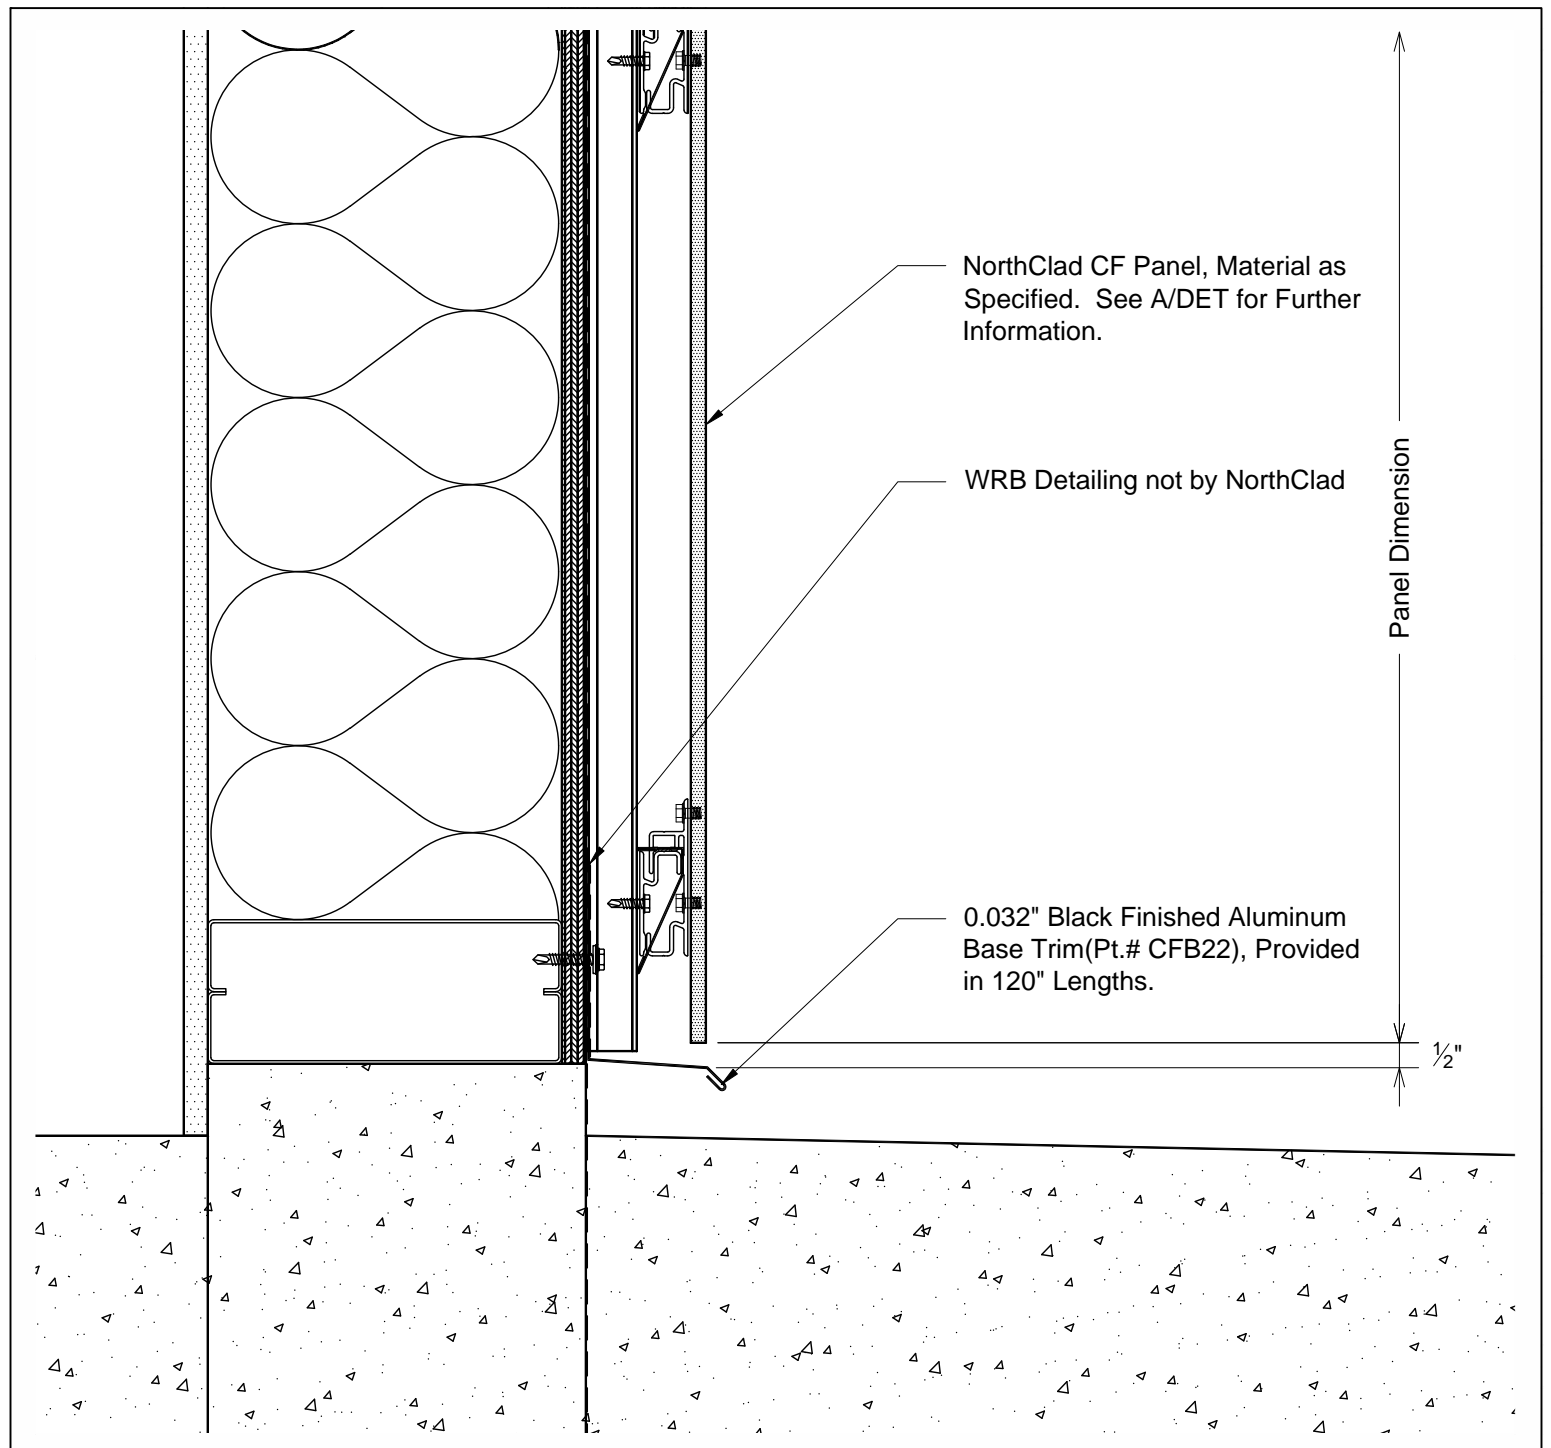 NorthClad CF Panel, Material as
Specified.  See A/DET for Further
Information.
WRB Detailing not by NorthClad
Panel Dimension
0.032" Black Finished Aluminum
Base Trim(Pt.# CFB22), Provided
in 120" Lengths.
½"